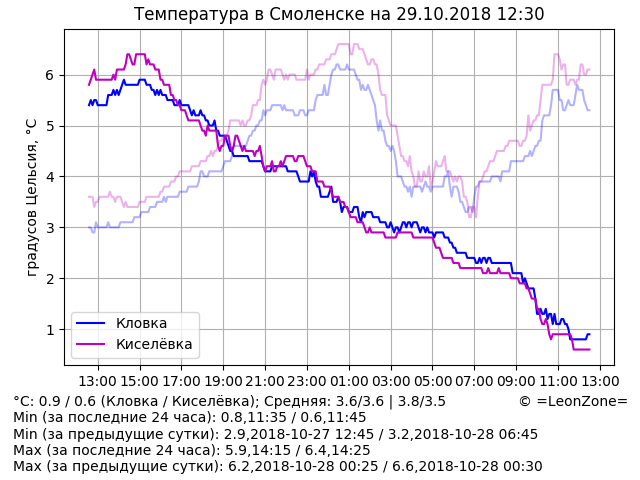 Температура в Смоленске на 29.10.2018 12:30
градусов Цельсия, °C
6
5
4
3
2
1
Кловка
Киселёвка
13:00 15:00 17:00 19:00 21:00 23:00 01:00 03:00 05:00 07:00 09:00 11:00 13:00
°C: 0.9 / 0.6 (Кловка / Киселёвка); Средняя: 3.6/3.6 | 3.8/3.5 © =LeonZone=
Min (за последние 24 часа): 0.8,11:35 / 0.6,11:45
Min (за предыдущие сутки): 2.9,2018-10-27 12:45 / 3.2,2018-10-28 06:45
Max (за последние 24 часа): 5.9,14:15 / 6.4,14:25
Max (за предыдущие сутки): 6.2,2018-10-28 00:25 / 6.6,2018-10-28 00:30